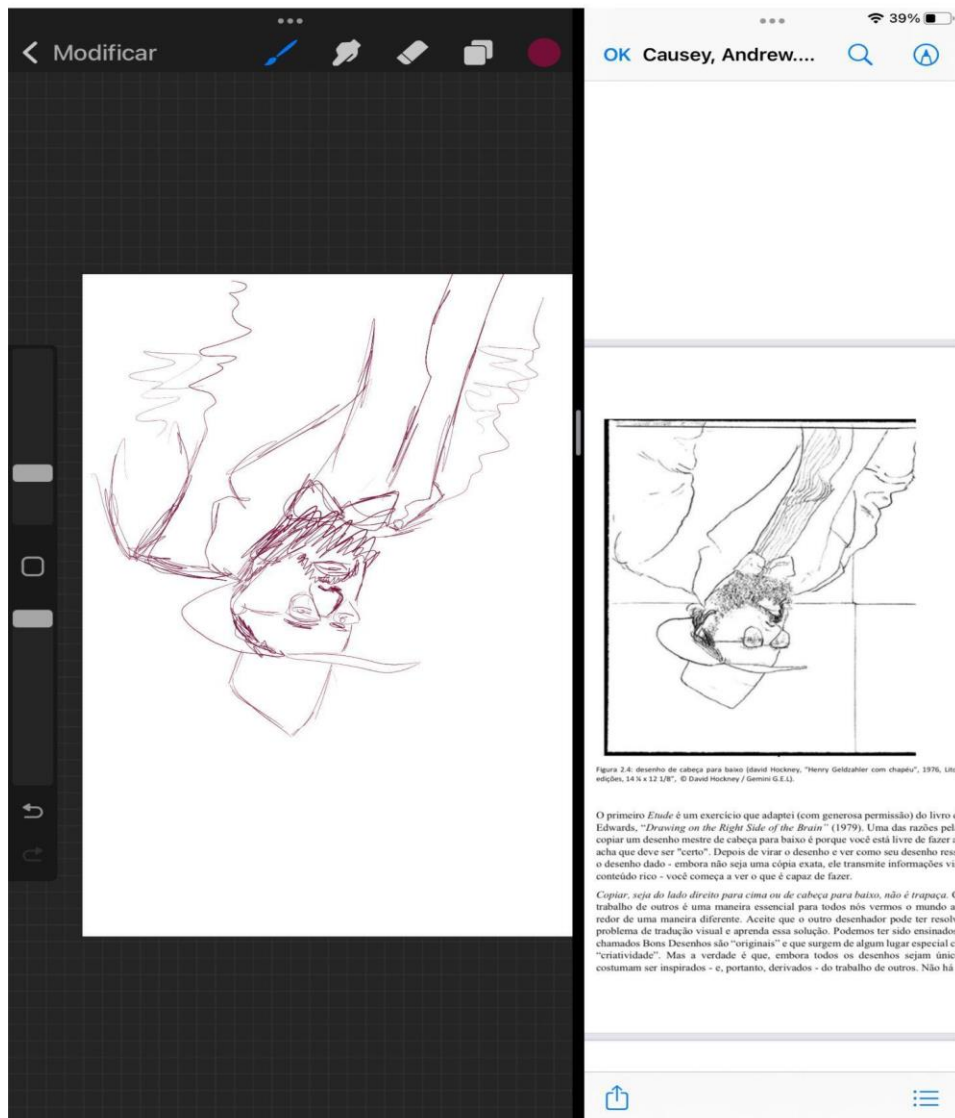 39%
Modificar
OK Causey, Andrew....
Figura 2.4: desenho de cabeça para baixo (david Hockney, "Henry Geldzahler com chapéu", 1976,
edições, 14 ¾ x 12 1/8", © David Hockney / Gemini G.E.L).
O primeiro Etude é um exercício que adaptei (com generosa permissão) do livro
Edwards, “Drawing on the Right Side of the Brain” (1979). Uma das razões
copiar um desenho mestre de cabeça para baixo é porque você está livre de fazer
acha que deve ser "certo". Depois de virar o desenho e ver como seu desenho
o desenho dado - embora não seja uma cópia exata, ele transmite informações
conteúdo rico - você começa a ver o que é capaz de fazer.
Copiar, seja do lado direito para cima ou de cabeça para baixo, não é trapaça.
trabalho de outros é uma maneira essencial para todos nós vermos o mundo
redor de uma maneira diferente. Aceite que o outro desenhador pode ter
problema de tradução visual e aprenda essa solução. Podemos ter sido
chamados Bons Desenhos são “originais” e que surgem de algum lugar especial
“criatividade”. Mas a verdade é que, embora todos os desenhos sejam
costumam ser inspirados - e, portanto, derivados - do trabalho de outros. Não há